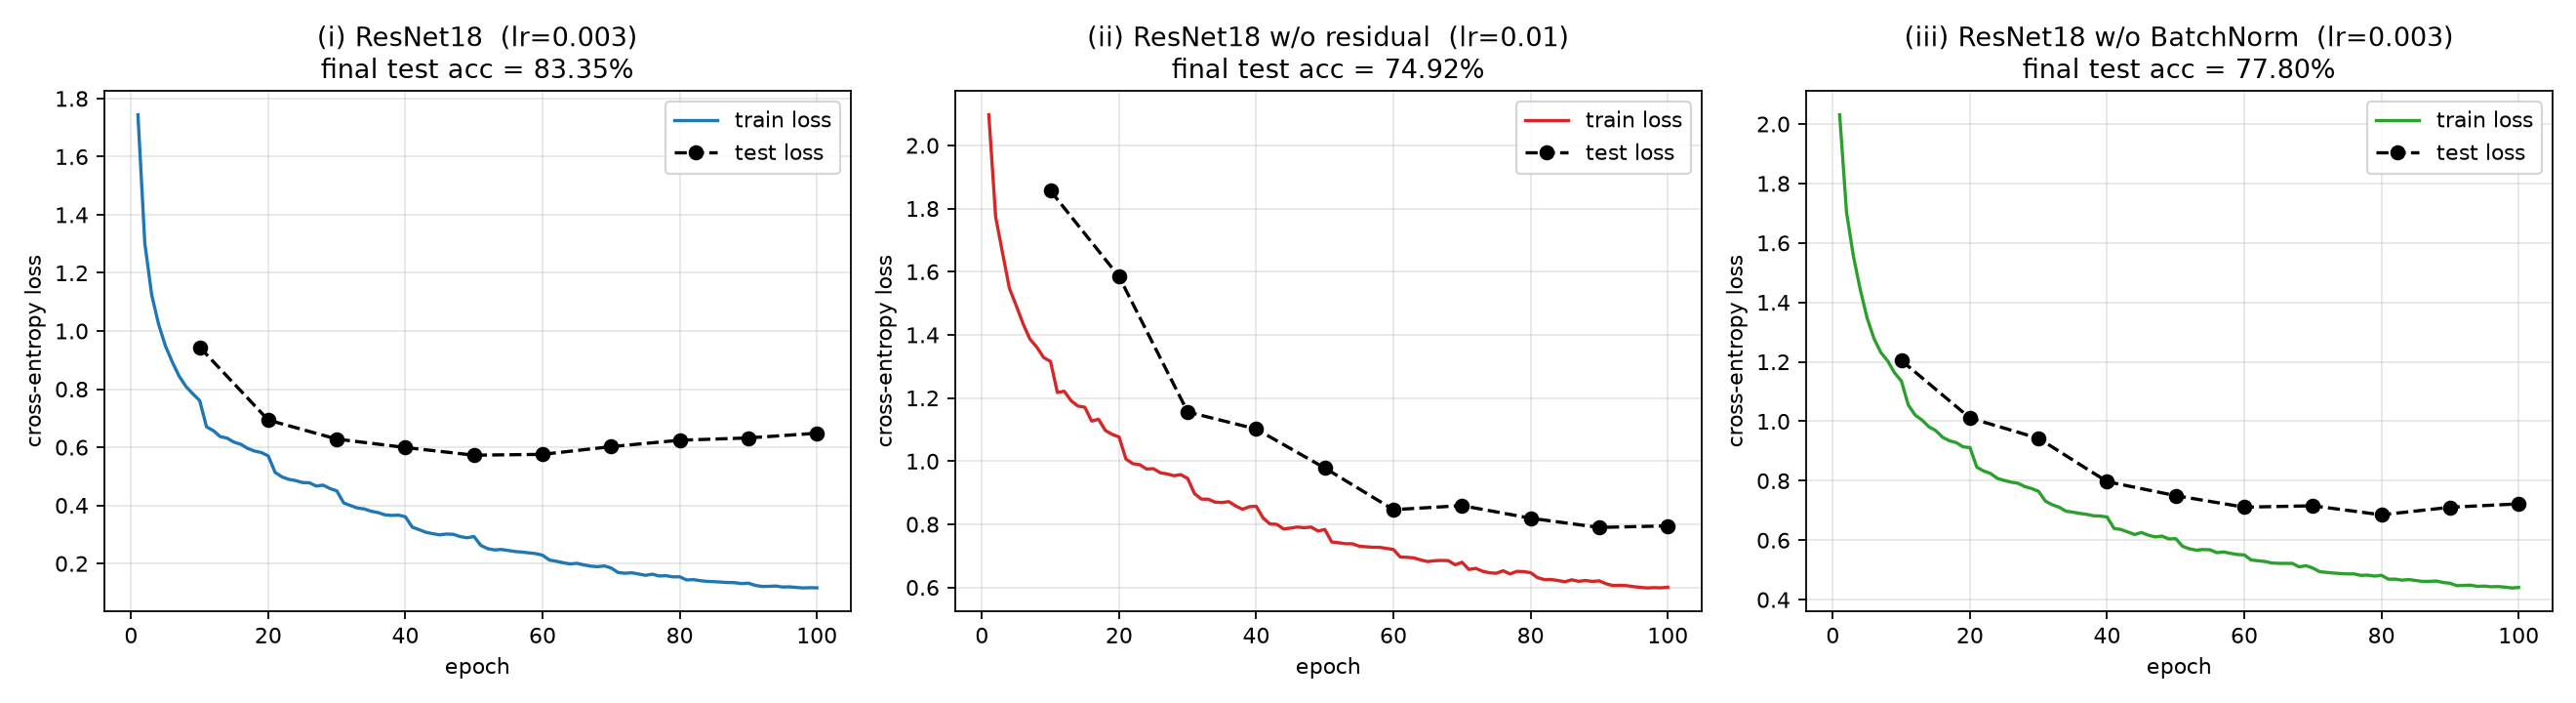 (i) ResNet18 (lr=0.003)
final test acc = 83.35%
train loss
test loss
cross-entropy loss
1.8
1.6
1.4
1.2
1.0
0.8
0.6
0.4
0.2
0 20 40 60 80 100
epoch
(ii) ResNet18 w/o residual (lr=0.01)
final test acc = 74.92%
train loss
test loss
cross-entropy loss
2.0
1.8
1.6
1.4
1.2
1.0
0.8
0.6
0 20 40 60 80 100
epoch
(iii) ResNet18 w/o BatchNorm (lr=0.003)
final test acc = 77.80%
train loss
test loss
cross-entropy loss
2.0
1.8
1.6
1.4
1.2
1.0
0.8
0.6
0.4
0 20 40 60 80 100
epoch